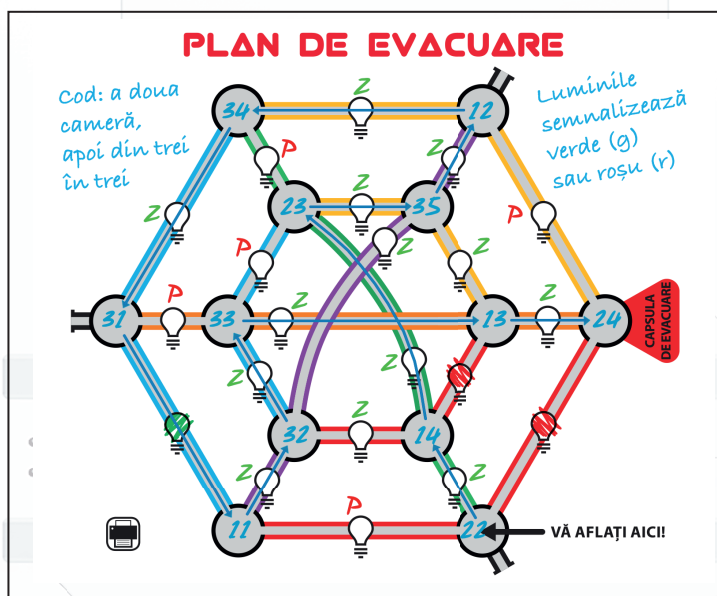 PLAN DE EVACUARE
Cod: a doua
cameră,
apoi din trei
în trei
Luminile
semnalizează
verde (g)
sau roșu (r)
34
Z
12
P
Z
23
Z
35
Z
P
Z
Z
P
31
P
33
Z
13
Z
24
CAPSULA
DE EVACUARE
Z
32
Z
14
Z
Z
11
P
22
VĂ AFLAȚI AICI!